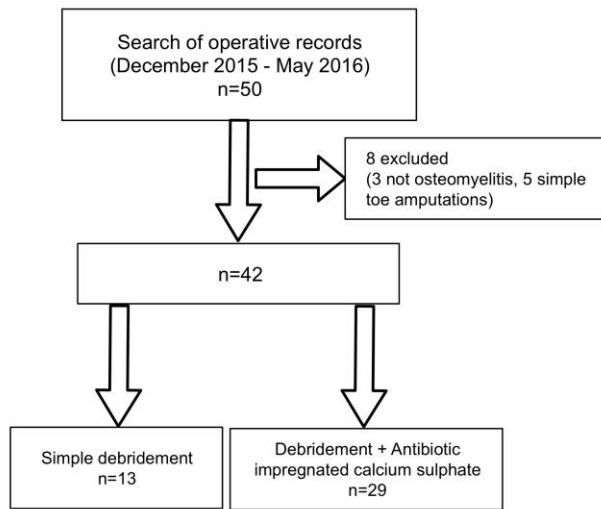 Search of operative records
(December 2015 - May 2016)
n=50
8 excluded
(3 not osteomyelitis, 5 simple
toe amputations)
n=42
Simple debridement
n=13
Debridement + Antibiotic
impregnated calcium sulphate
n=29